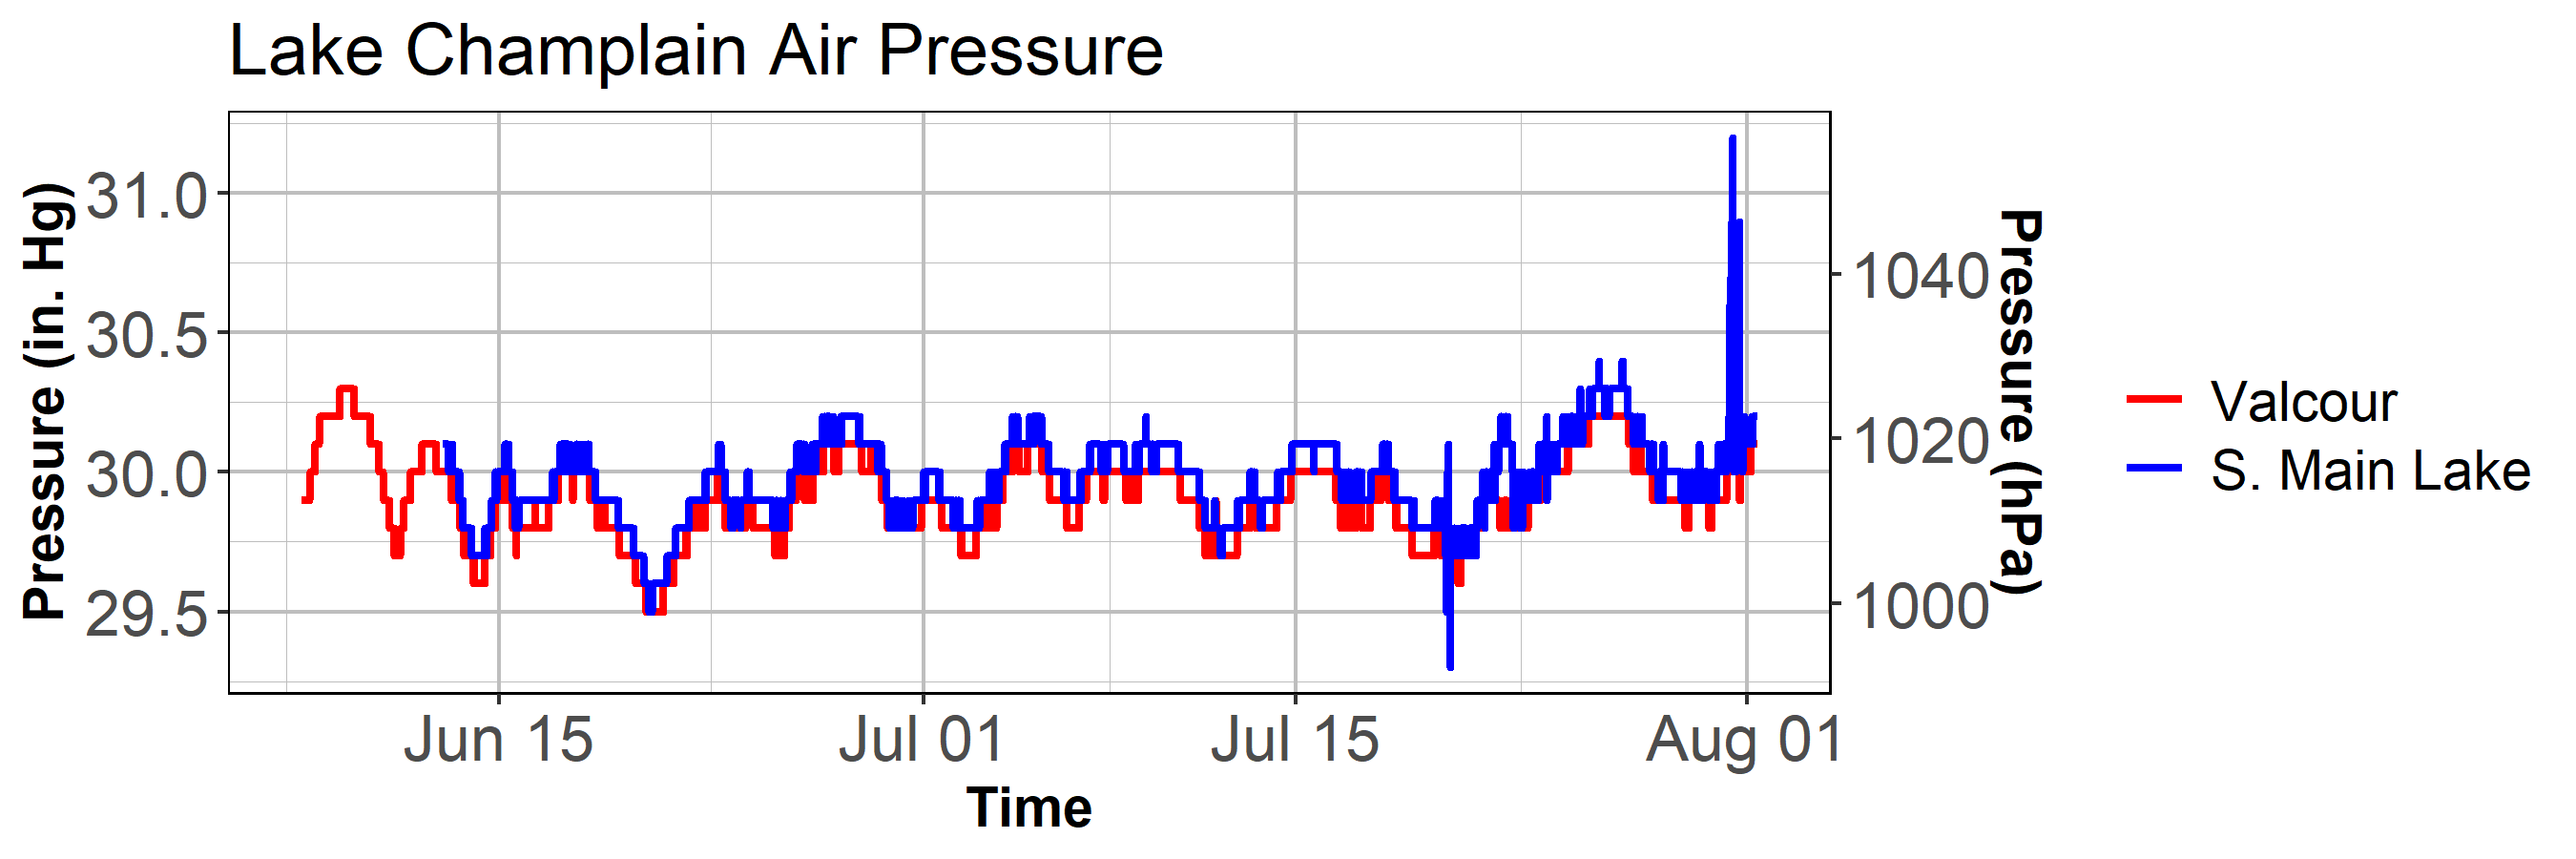 Lake Champlain Air Pressure
Pressure (in. Hg)
31.0
30.5
30.0
29.5
1040
1020
1000
Pressure (hPa)
Jun 15
Jul 01
Jul 15
Aug 01
Time
Valcour
S. Main Lake